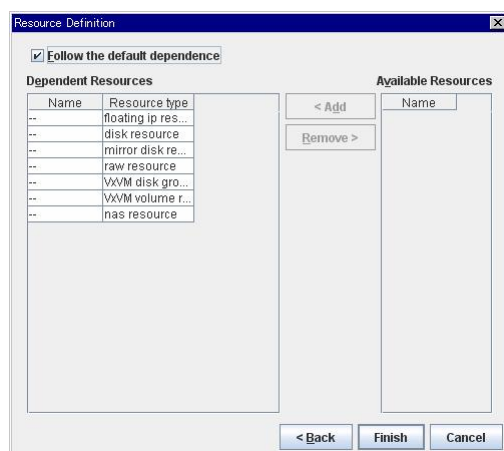 Resource Definition
Follow the default dependence
Dependent Resources
Available Resources
Name Resource type
-- floating ip res...
-- disk resource
-- mirror disk re...
-- raw resource
-- VxVM disk gro...
-- VxVM volume r...
-- nas resource
< Add
Remove >
Name
< Back Finish Cancel